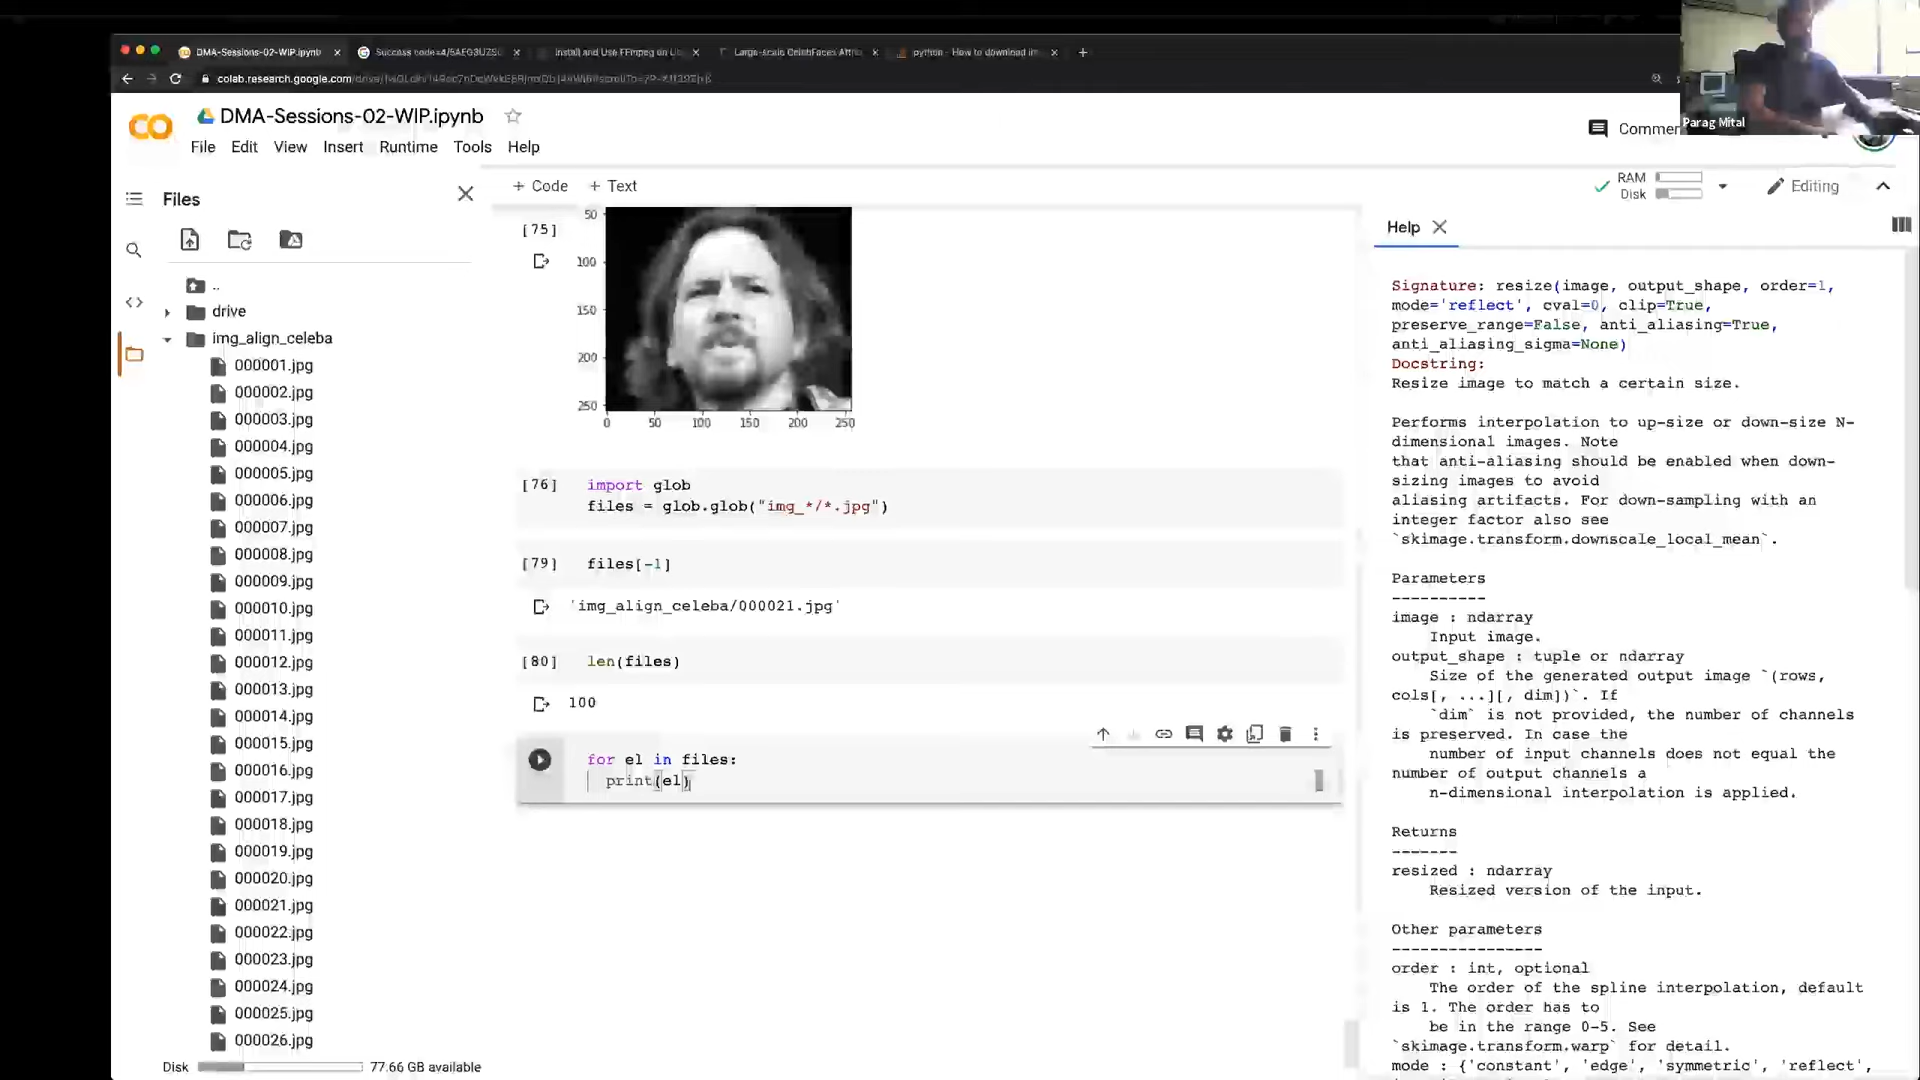 DMA-Sessions-02-WIP.ipynb
Success code=4/5AEG3UZS
Install and Use FFmpeg on
Large-scale CelebFaces Attri
python - How to download im
colab.research.google.com
Parag Mital
DMA-Sessions-02-WIP.ipynb
Commen
File Edit View Insert Runtime Tools Help
Files
+ Code + Text
RAM
Disk
Editing
..
drive
img_align_celeba
000001.jpg
000002.jpg
000003.jpg
000004.jpg
000005.jpg
000006.jpg
000007.jpg
000008.jpg
000009.jpg
000010.jpg
000011.jpg
000012.jpg
000013.jpg
000014.jpg
000015.jpg
000016.jpg
000017.jpg
000018.jpg
000019.jpg
000020.jpg
000021.jpg
000022.jpg
000023.jpg
000024.jpg
000025.jpg
000026.jpg
Disk 77.66 GB available
[75]
50
100
150
200
250
0 50 100 150 200 250
[76] import glob
files = glob.glob("img_*/*.jpg")
[79] files[-1]
'img_align_celeba/000021.jpg'
[80] len(files)
100
for el in files:
print(el)
Help
Signature: resize(image, output_shape, order=1,
mode='reflect', cval=0, clip=True,
preserve_range=False, anti_aliasing=True,
anti_aliasing_sigma=None)
Docstring:
Resize image to match a certain size.
Performs interpolation to up-size or down-size N-
dimensional images. Note
that anti-aliasing should be enabled when down-
sizing images to avoid
aliasing artifacts. For down-sampling with an
integer factor also see
`skimage.transform.downscale_local_mean`.
Parameters
----------
image : ndarray
Input image.
output_shape : tuple or ndarray
Size of the generated output image `(rows,
cols[, ...][, dim])`. If
`dim` is not provided, the number of channels
is preserved. In case the
number of input channels does not equal the
number of output channels a
n-dimensional interpolation is applied.
Returns
-------
resized : ndarray
Resized version of the input.
Other parameters
----------------
order : int, optional
The order of the spline interpolation, default
is 1. The order has to
be in the range 0-5. See
`skimage.transform.warp` for detail.
mode : {'constant', 'edge', 'symmetric', 'reflect',